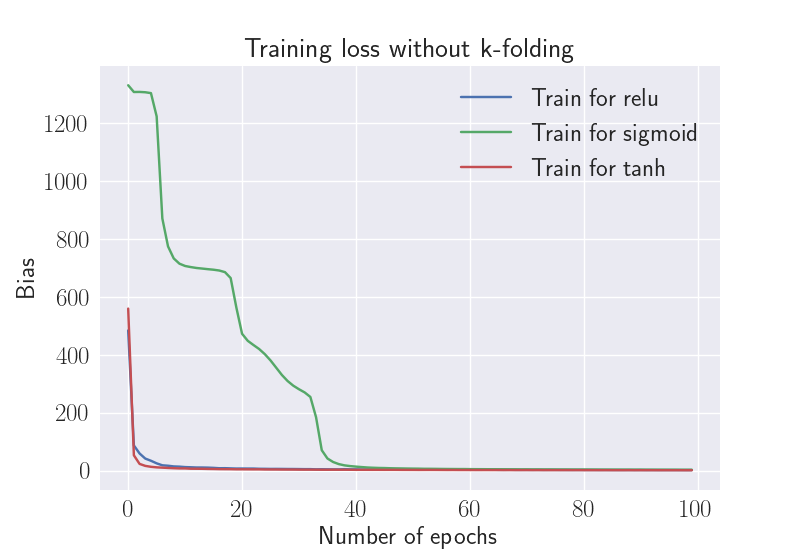 Training loss without k-folding
Train for relu
Train for sigmoid
Train for tanh
1200
1000
800
600
400
200
0
Bias
0 20 40 60 80 100
Number of epochs